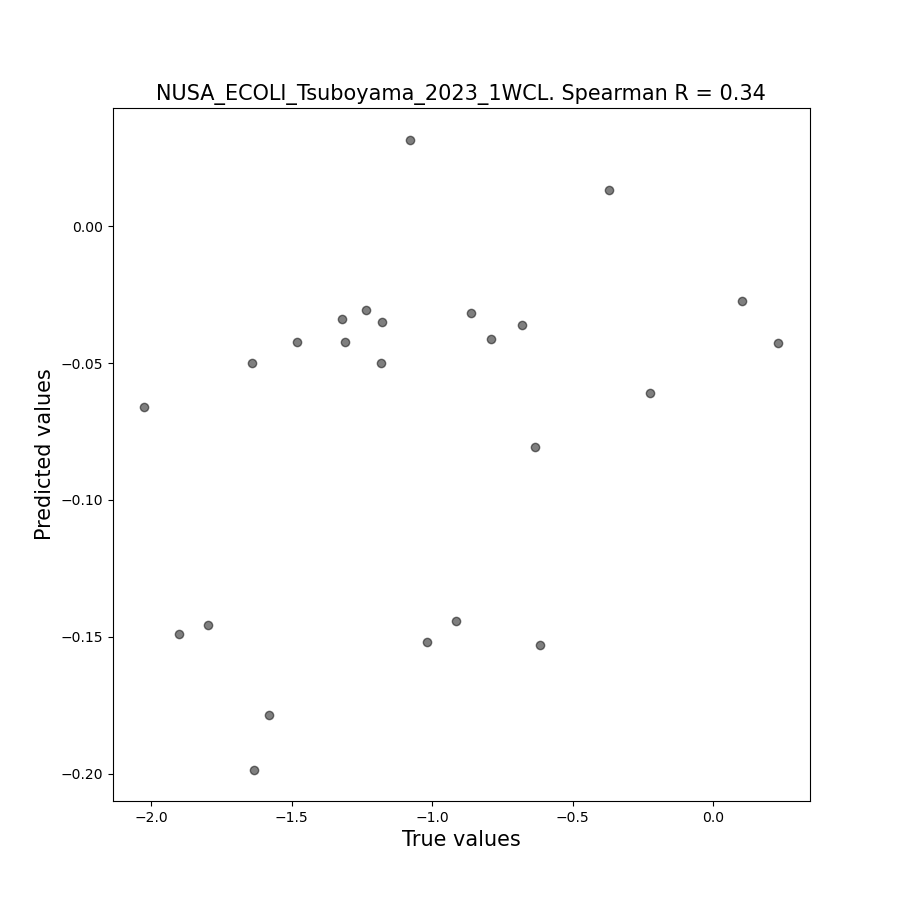 NUSA_ECOLI_Tsuboyama_2023_1WCL. Spearman R = 0.34
Predicted values
0.00
−0.05
−0.10
−0.15
−0.20
−2.0 −1.5 −1.0 −0.5 0.0
True values